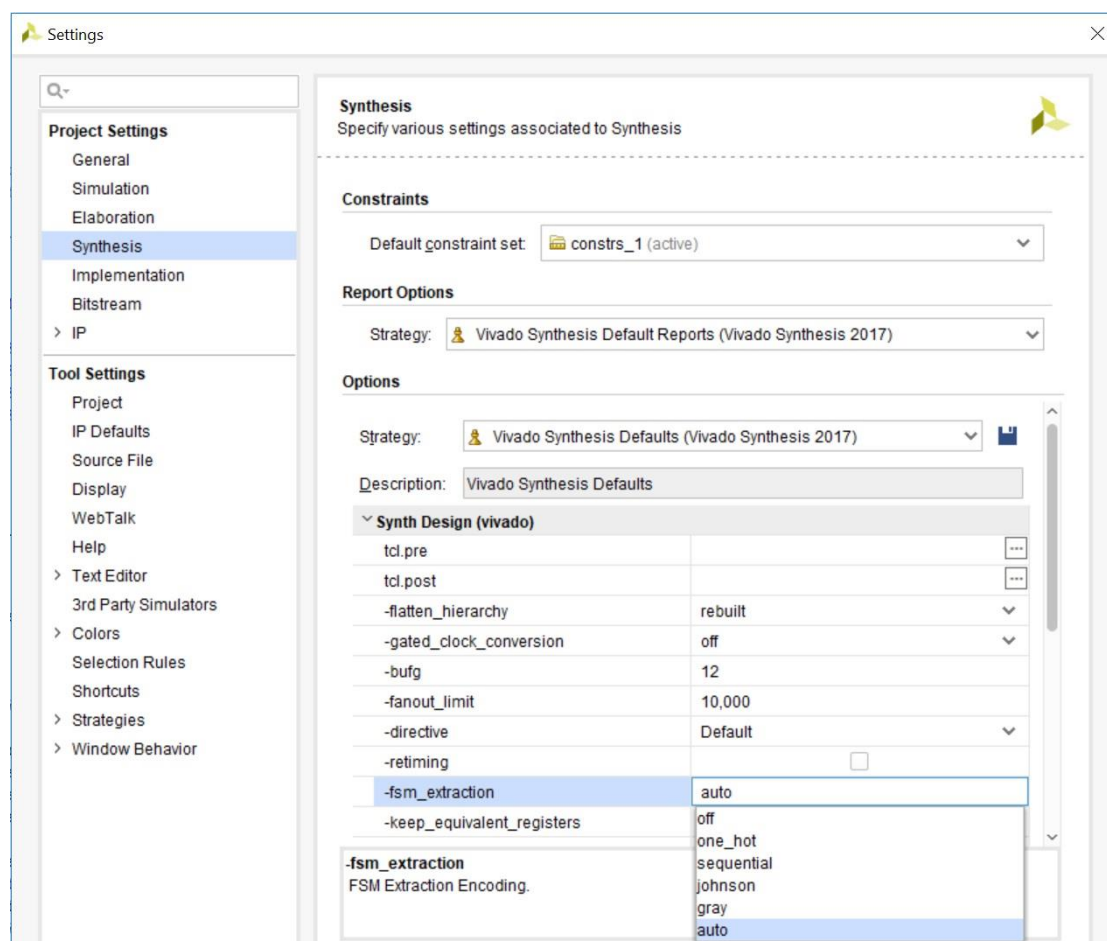 Settings
Project Settings
General
Simulation
Elaboration
Synthesis
Implementation
Bitstream
IP
Tool Settings
Project
IP Defaults
Source File
Display
WebTalk
Help
Text Editor
3rd Party Simulators
Colors
Selection Rules
Shortcuts
Strategies
Window Behavior
Synthesis
Specify various settings associated to Synthesis
Constraints
Default constraint set: constrs_1 (active)
Report Options
Strategy: Vivado Synthesis Default Reports (Vivado Synthesis 2017)
Options
Strategy: Vivado Synthesis Defaults (Vivado Synthesis 2017)
Description: Vivado Synthesis Defaults
Synth Design (vivado)
tcl.pre ...
tcl.post ...
-flatten_hierarchy rebuilt
-gated_clock_conversion off
-bufg 12
-fanout_limit 10,000
-directive Default
-retiming
-fsm_extraction auto
-keep_equivalent_registers
off
one_hot
sequential
johnson
gray
auto
-fsm_extraction
FSM Extraction Encoding.